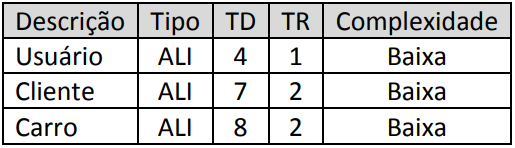 Descrição Tipo TD TR Complexidade
Usuário ALI 4 1 Baixa
Cliente ALI 7 2 Baixa
Carro ALI 8 2 Baixa